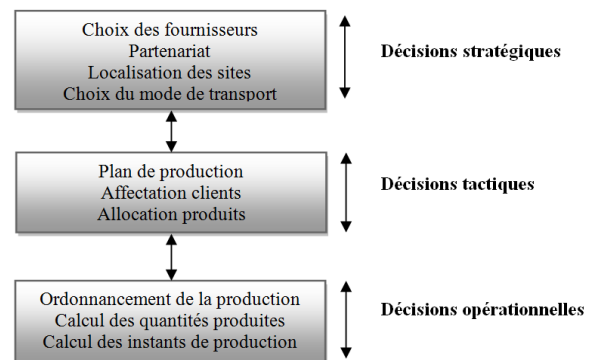 Choix des fournisseurs
Partenariat
Localisation des sites
Choix du mode de transport
Décisions stratégiques
Plan de production
Affectation clients
Allocation produits
Décisions tactiques
Ordonnancement de la production
Calcul des quantités produites
Calcul des instants de production
Décisions opérationnelles